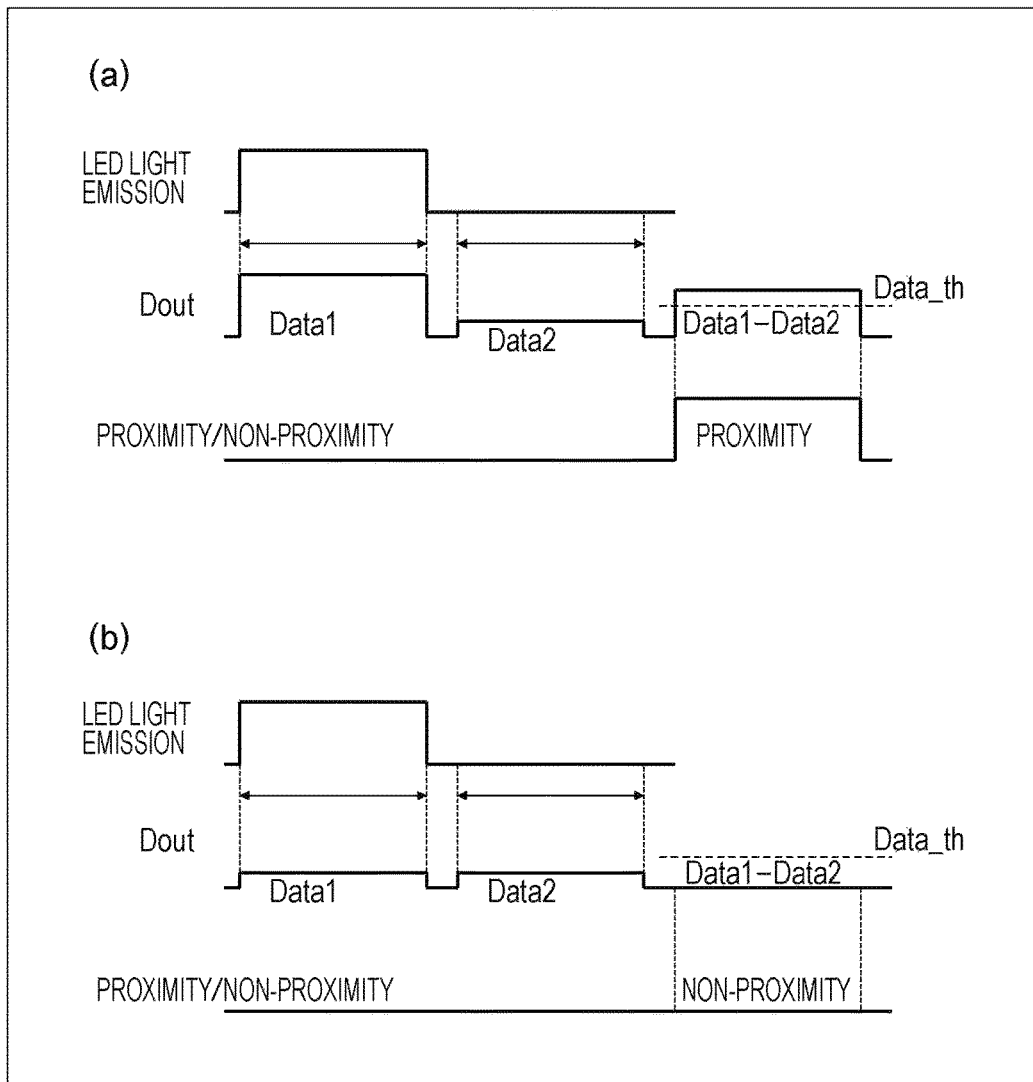 (a)
LED LIGHT
EMISSION
Dout
Data1
Data2
Data1−Data2
Data_th
PROXIMITY/NON-PROXIMITY
PROXIMITY
(b)
LED LIGHT
EMISSION
Dout
Data1
Data2
Data1−Data2
Data_th
PROXIMITY/NON-PROXIMITY
NON-PROXIMITY